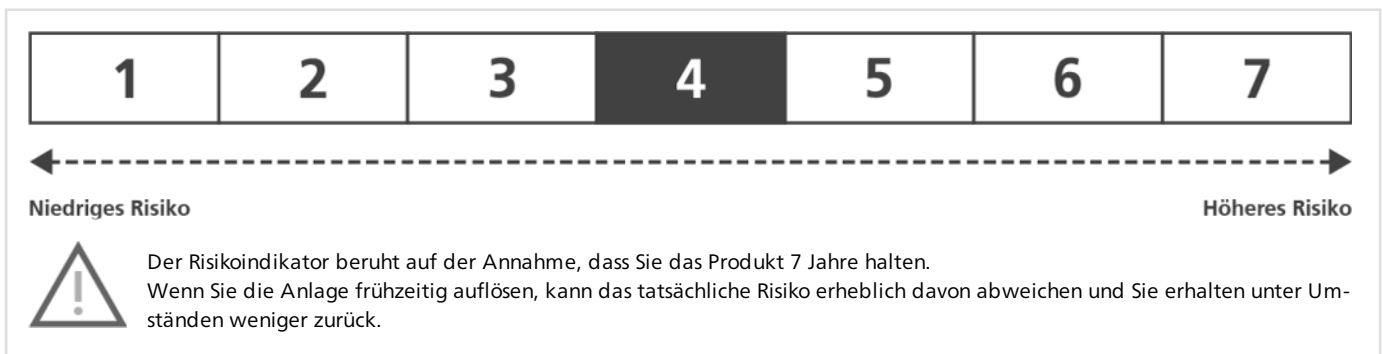 1 2 3 4 5 6 7
Niedriges Risiko Höheres Risiko
Der Risikoindikator beruht auf der Annahme, dass Sie das Produkt 7 Jahre halten.
Wenn Sie die Anlage frühzeitig auflösen, kann das tatsächliche Risiko erheblich davon abweichen und Sie erhalten unter Um-
ständen weniger zurück.